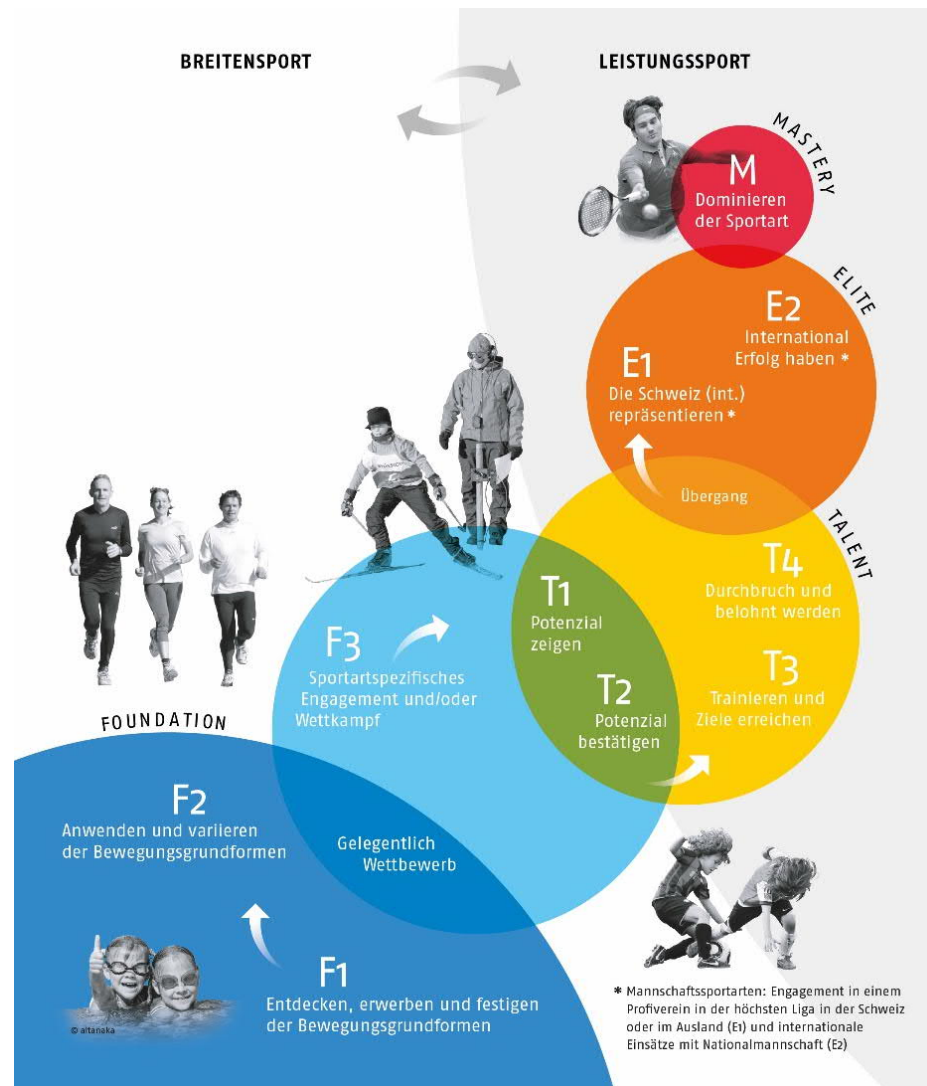 BREITENSPORT
LEISTUNGSSPORT
MASTERY
M
Dominieren
der Sportart
ELITE
E2
International
Erfolg haben *
E1
Die Schweiz (int.)
repräsentieren *
Übergang
TALENT
T4
Durchbruch und
belohnt werden
T1
Potenzial
zeigen
T3
Trainieren und
Ziele erreichen
T2
Potenzial
bestätigen
F3
Sportartspezifisches
Engagement und/oder
Wettkampf
FOUNDATION
F2
Anwenden und variieren
der Bewegungsgrundformen
Gelegentlich
Wettbewerb
F1
Entdecken, erwerben und festigen
der Bewegungsgrundformen
© altanaka
* Mannschaftssportarten: Engagement in einem
Profiverein in der höchsten Liga in der Schweiz
oder im Ausland (E1) und internationale
Einsätze mit Nationalmannschaft (E2)